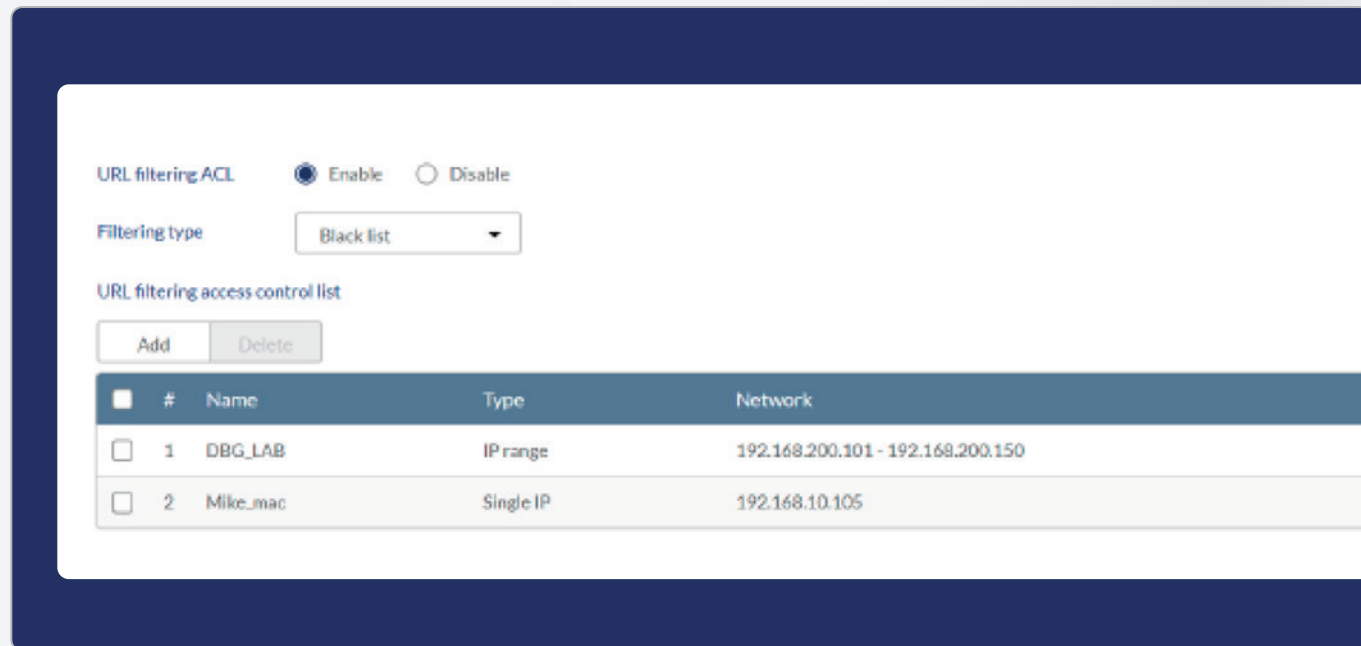 URL filtering ACL Enable Disable
Filtering type Black list
URL filtering access control list
Add Delete
# Name Type Network
1 DBG_LAB IP range 192.168.200.101 - 192.168.200.150
2 Mike_mac Single IP 192.168.10.105